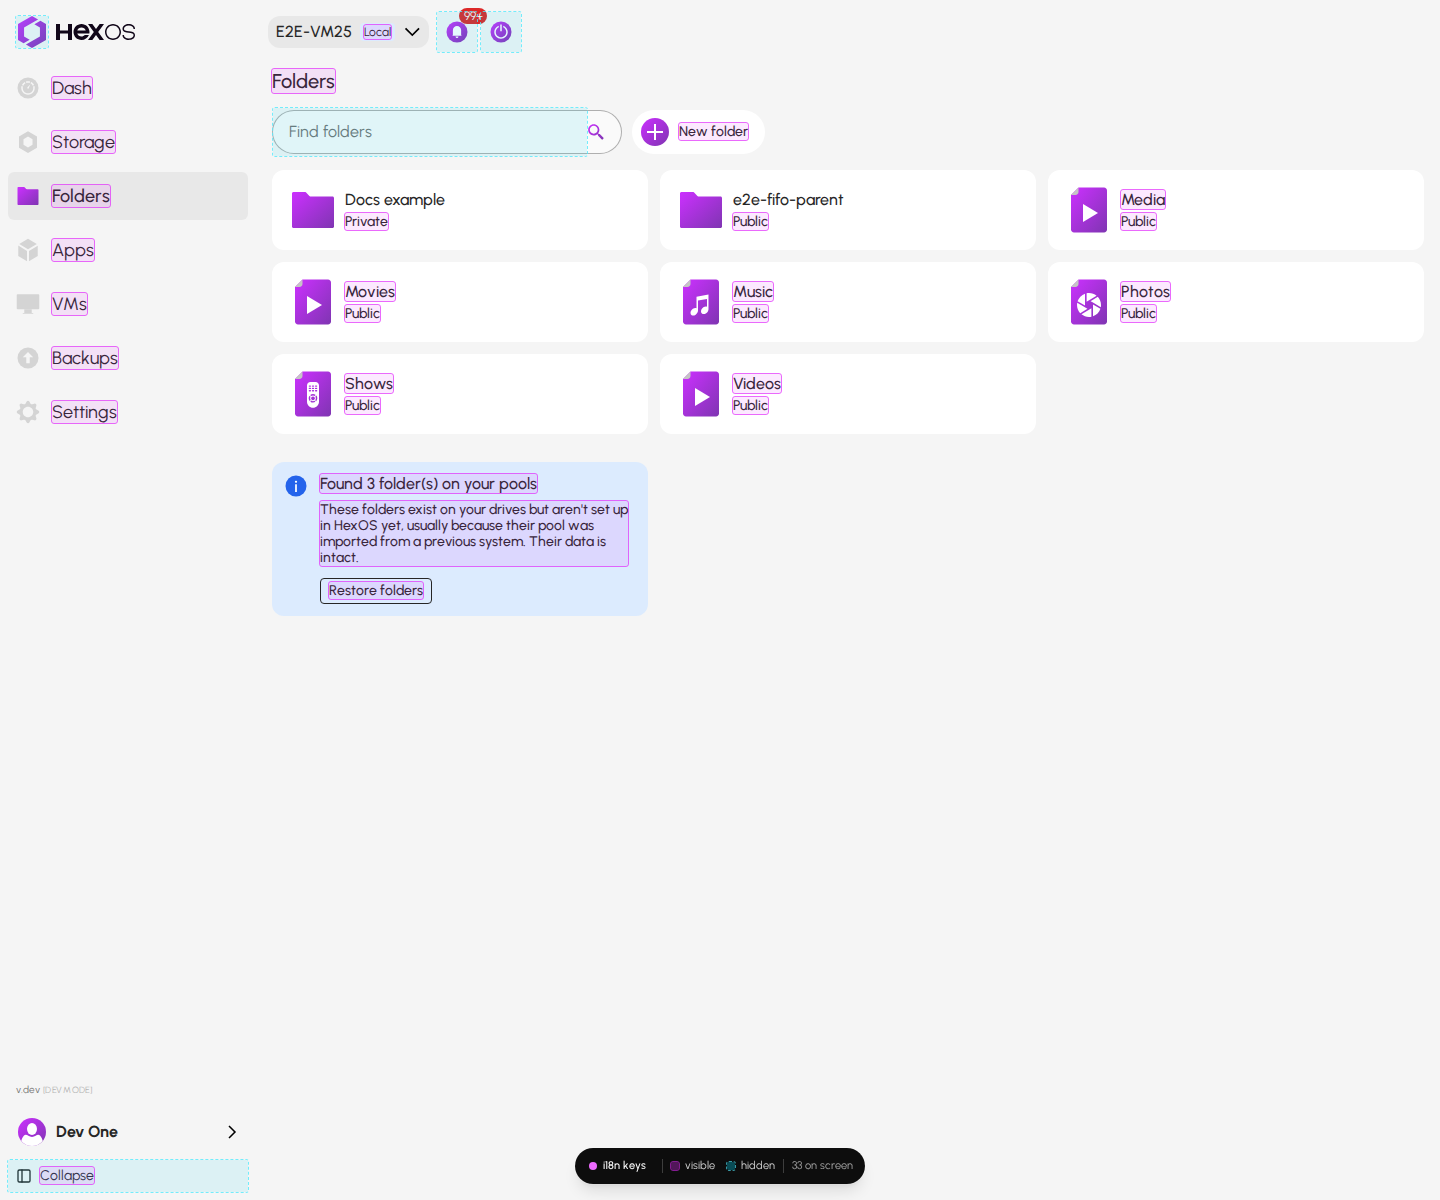 HexOS
E2E-VM25 Local
99+
Dash
Storage
Folders
Apps
VMs
Backups
Settings
Folders
Find folders
New folder
Docs example
Private
e2e-fifo-parent
Public
Media
Public
Movies
Public
Music
Public
Photos
Public
Shows
Public
Videos
Public
Found 3 folder(s) on your pools
These folders exist on your drives but aren't set up
in HexOS yet, usually because their pool was
imported from a previous system. Their data is
intact.
Restore folders
v.dev [DEVMODE]
Dev One
Collapse
i18n keys visible hidden 33 on screen